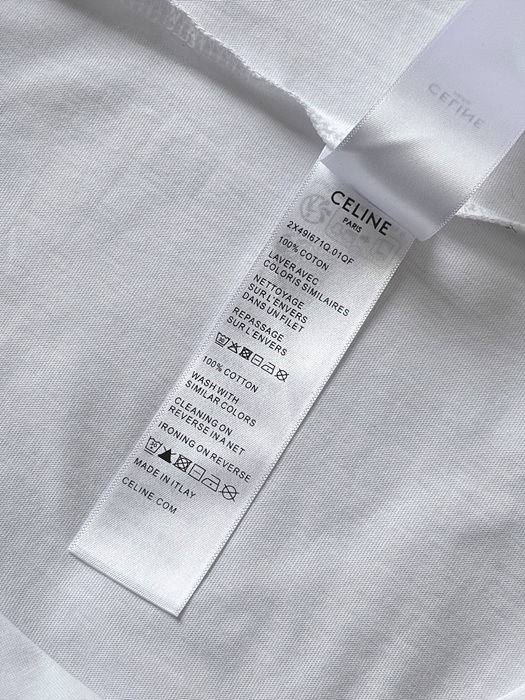 CELINE
PARIS
CELINE
PARIS
2X49I671Q.01QF
100% COTON
LAVER AVEC
COLORIS SIMILAIRES
NETTOYAGE
SUR L'ENVERS
DANS UN FILET
REPASSAGE
SUR L'ENVERS
100% COTTON
WASH WITH
SIMILAR COLORS
CLEANING ON
REVERSE IN A NET
IRONING ON REVERSE
MADE IN ITLAY
CELINE.COM